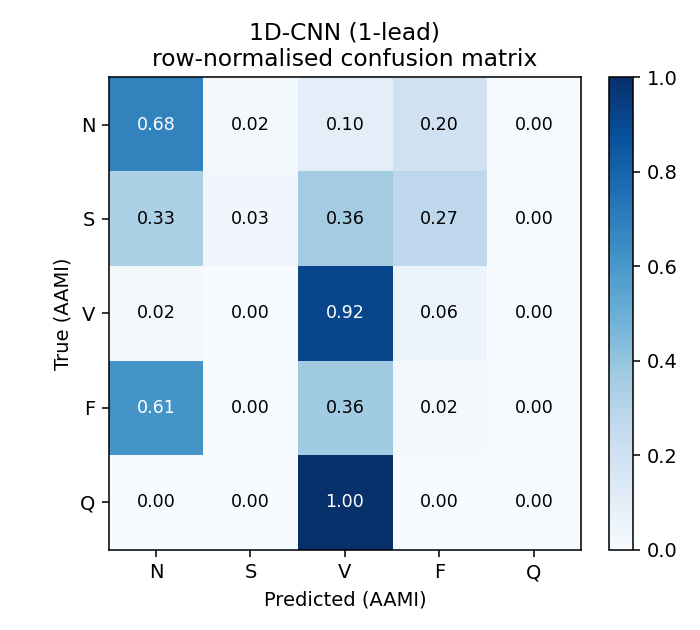 1D-CNN (1-lead)
row-normalised confusion matrix
N 0.68 0.02 0.10 0.20 0.00
S 0.33 0.03 0.36 0.27 0.00
V 0.02 0.00 0.92 0.06 0.00
F 0.61 0.00 0.36 0.02 0.00
Q 0.00 0.00 1.00 0.00 0.00
N S V F Q
Predicted (AAMI)
True (AAMI)
1.0
0.8
0.6
0.4
0.2
0.0